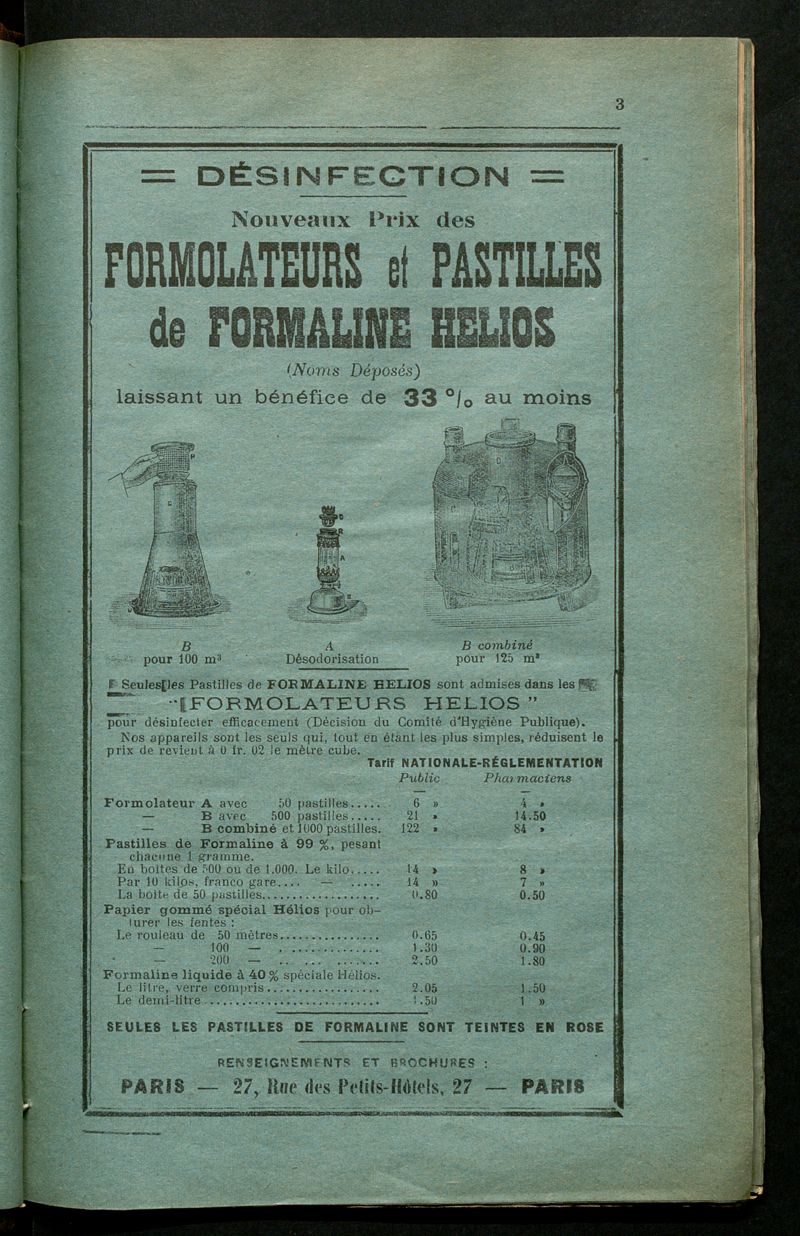 3
= DÉSINFECTION =
Nouveaux Prix des
FORMOLATEURS et PASTILLES
de FORMALINE HELIOS
(Noms Déposés)
laissant un bénéfice de 33 % au moins
B
pour 100 m³
A
Désodorisation
B combiné
pour 125 m³
Seules les Pastilles de FORMALINE HELIOS sont admises dans les
"FORMOLATEURS HELIOS"
pour désinfecter efficacement (Décision du Comité d'Hygiène Publique).
Nos appareils sont les seuls qui, tout en étant les plus simples, réduisent le
prix de revient à 0 fr. 02 le mètre cube.
Tarif NATIONALE-RÉGLEMENTATION
Public Pharmaciens
Formolateur A avec 50 pastilles..... 6 » 4 »
— B avec 500 pastilles..... 21 » 14.50
— B combiné et 1000 pastilles. 122 » 84 »
Pastilles de Formaline à 99 %, pesant
chacune 1 gramme.
En boîtes de 500 ou de 1.000. Le kilo..... 14 » 8 »
Par 10 kilos, franco gare.... — ..... 14 » 7 »
La boîte de 50 pastilles................... 0.80 0.50
Papier gommé spécial Hélios pour ob-
turer les fentes :
Le rouleau de 50 mètres................ 0.65 0.45
— 100 — ................ 1.30 0.90
— 200 — ................ 2.50 1.80
Formaline liquide à 40 % spéciale Hélios.
Le litre, verre compris.................. 2.05 1.50
Le demi-litre............................ 1.50 1 »
SEULES LES PASTILLES DE FORMALINE SONT TEINTES EN ROSE
RENSEIGNEMENTS ET BROCHURES :
PARIS — 27, Rue des Petits-Hôtels, 27 — PARIS